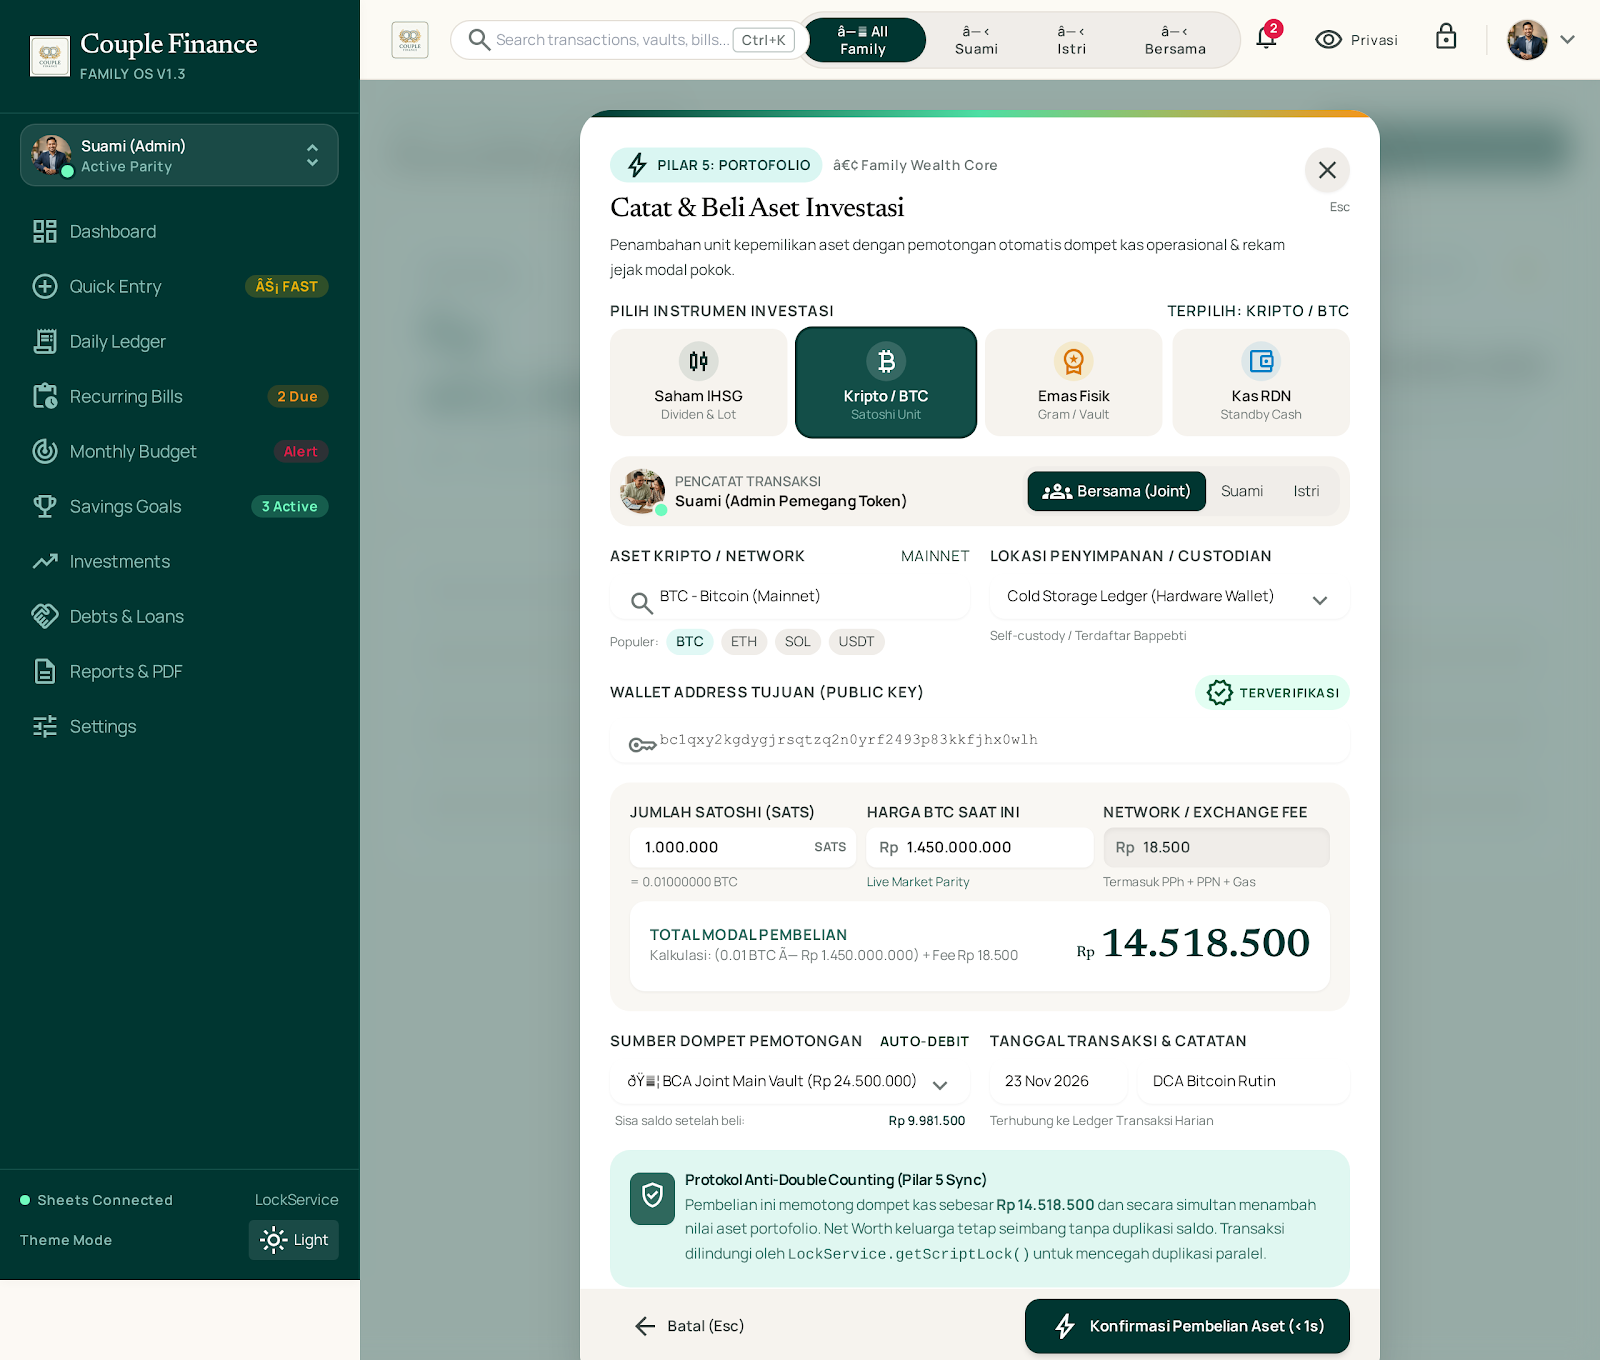 Couple Finance
FAMILY OS V1.3
Suami (Admin)
Active Parity
Dashboard
Quick Entry
ÂŠ¡ FAST
Daily Ledger
Recurring Bills
2 Due
Monthly Budget
Alert
Savings Goals
3 Active
Investments
Debts & Loans
Reports & PDF
Settings
Sheets Connected
LockService
Theme Mode
Light
COUPLE
Search transactions, vaults, bills...
Ctrl+K
All
Family
â—‹
Suami
â—‹
Istri
â—‹
Bersama
2
Privasi
PILAR 5: PORTOFOLIO
â€¢ Family Wealth Core
Catat & Beli Aset Investasi
Esc
Penambahan unit kepemilikan aset dengan pemotongan otomatis dompet kas operasional & rekam
jejak modal pokok.
PILIH INSTRUMEN INVESTASI
TERPILIH: KRIPTO / BTC
Saham IHSG
Dividen & Lot
Kripto / BTC
Satoshi Unit
Emas Fisik
Gram / Vault
Kas RDN
Standby Cash
PENCATAT TRANSAKSI
Suami (Admin Pemegang Token)
Bersama (Joint)
Suami
Istri
ASET KRIPTO / NETWORK
MAINNET
BTC - Bitcoin (Mainnet)
Populer:
BTC
ETH
SOL
USDT
LOKASI PENYIMPANAN / CUSTODIAN
Cold Storage Ledger (Hardware Wallet)
Self-custody / Terdaftar Bappebti
WALLET ADDRESS TUJUAN (PUBLIC KEY)
TERVERIFIKASI
bc1qxy2kgdygjrsqtzq2n0yrf2493p83kkfjhx0wlh
JUMLAH SATOSHI (SATS)
1.000.000
SATS
= 0.01000000 BTC
HARGA BTC SAAT INI
Rp 1.450.000.000
Live Market Parity
NETWORK / EXCHANGE FEE
Rp 18.500
Termasuk PPh + PPN + Gas
TOTAL MODAL PEMBELIAN
Kalkulasi: (0.01 BTC Ã— Rp 1.450.000.000) + Fee Rp 18.500
Rp 14.518.500
SUMBER DOMPET PEMOTONGAN
AUTO-DEBIT
BCA Joint Main Vault (Rp 24.500.000)
Sisa saldo setelah beli:
Rp 9.981.500
TANGGAL TRANSAKSI & CATATAN
23 Nov 2026
DCA Bitcoin Rutin
Terhubung ke Ledger Transaksi Harian
Protokol Anti-Double Counting (Pilar 5 Sync)
Pembelian ini memotong dompet kas sebesar Rp 14.518.500 dan secara simultan menambah
nilai aset portofolio. Net Worth keluarga tetap seimbang tanpa duplikasi saldo. Transaksi
dilindungi oleh LockService.getScriptLock() untuk mencegah duplikasi paralel.
Batal (Esc)
Konfirmasi Pembelian Aset (<1s)